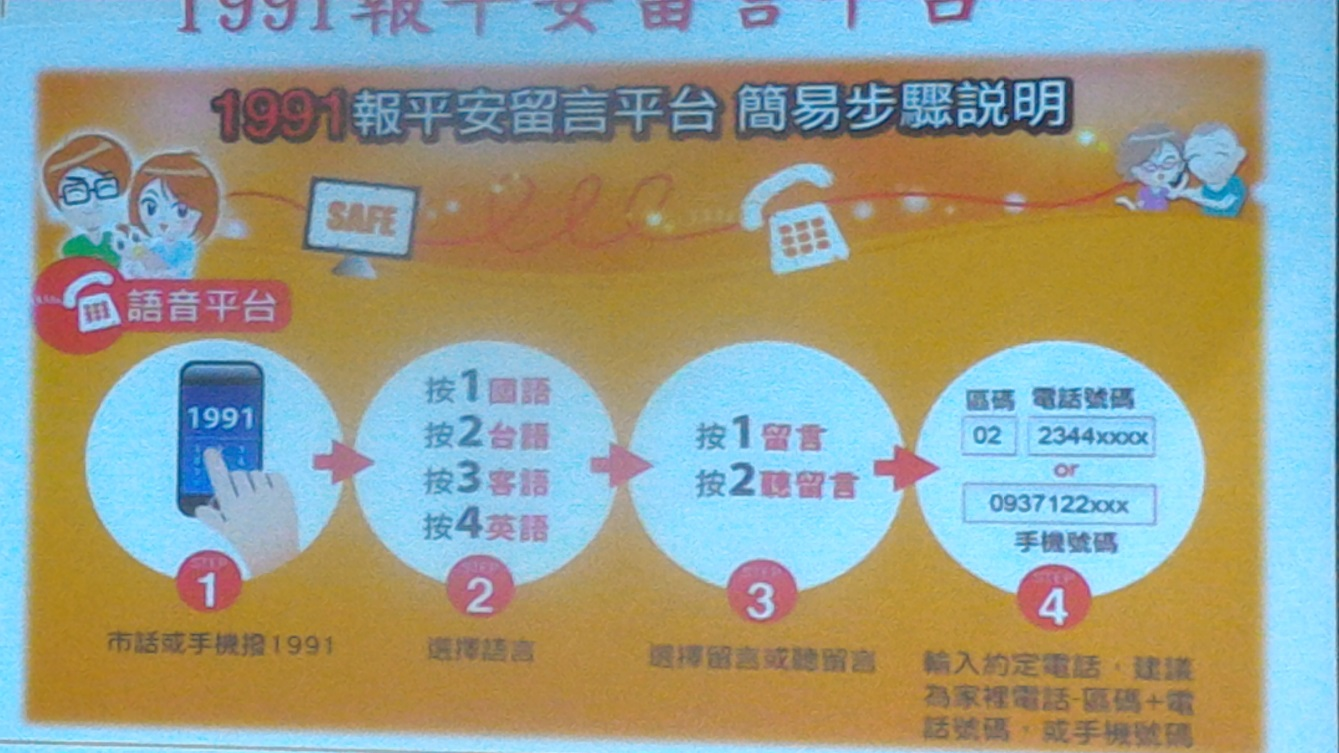 1991報平安留言平台
1991報平安留言平台 簡易步驟説明
SAFE
語音平台
1991
按1國語
按2台語
按3客語
按4英語
按1留言
按2聽留言
區碼 電話號碼
02 2344xxxx
or
0937122xxx
手機號碼
STEP
1
STEP
2
STEP
3
STEP
4
市話或手機撥1991
選擇語言
選擇留言或聽留言
輸入約定電話，建議
為家裡電話-區碼+電
話號碼，或手機號碼